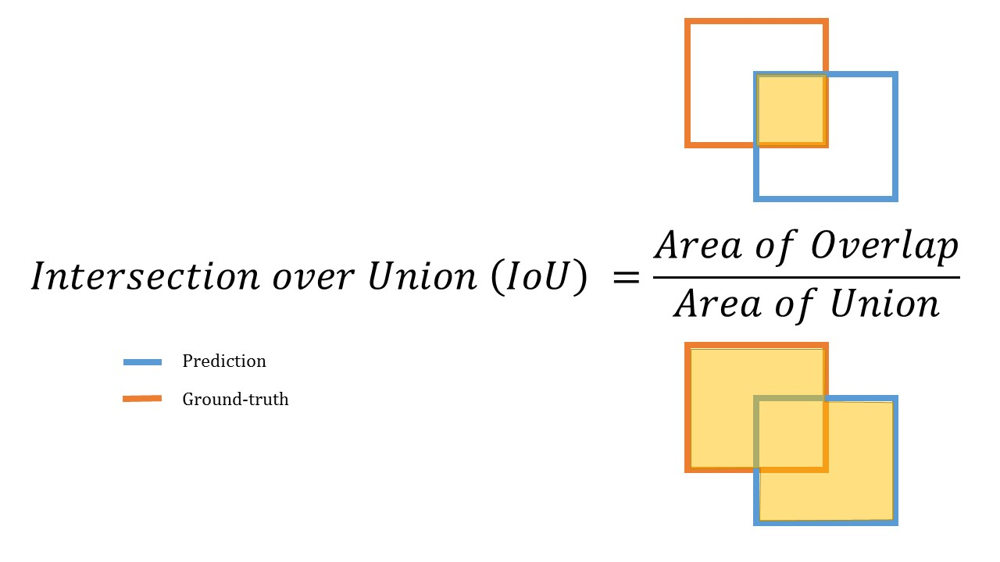 Intersection over Union (IoU) = Area of Overlap / Area of Union
Prediction
Ground-truth